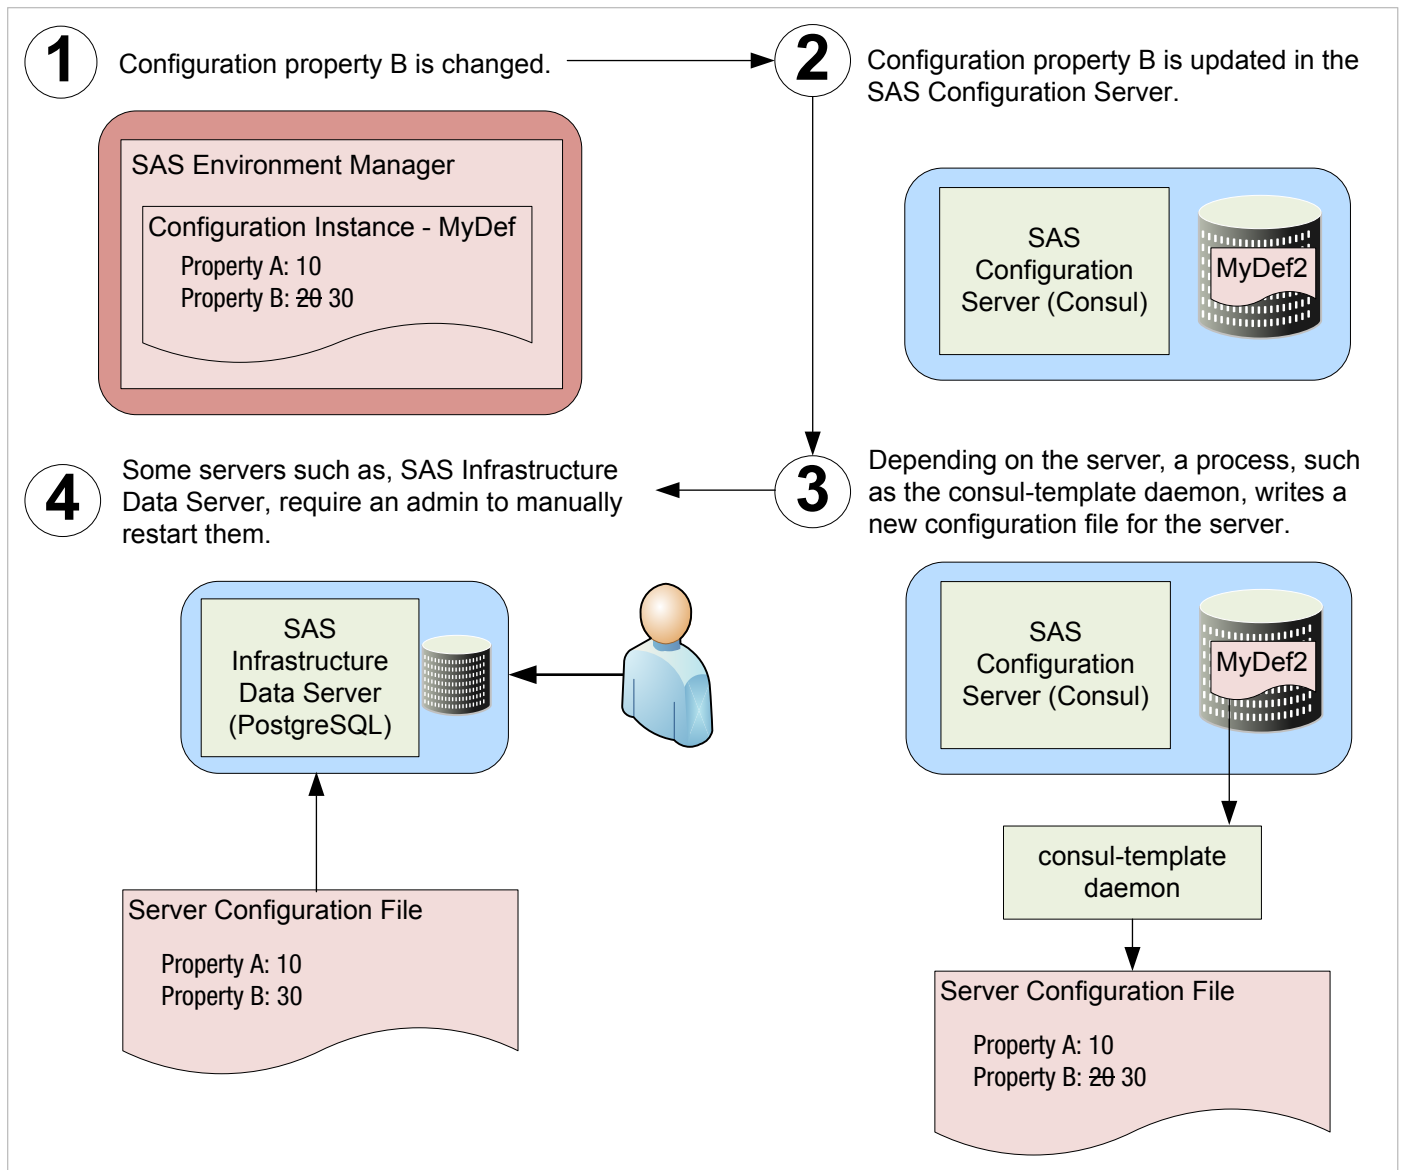 1
Configuration property B is changed.
SAS Environment Manager
Configuration Instance - MyDef
Property A: 10
Property B: 20 30
2
Configuration property B is updated in the
SAS Configuration Server.
SAS
Configuration
Server (Consul)
MyDef2
3
Depending on the server, a process, such
as the consul-template daemon, writes a
new configuration file for the server.
SAS
Configuration
Server (Consul)
MyDef2
consul-template
daemon
Server Configuration File
Property A: 10
Property B: 20 30
4
Some servers such as, SAS Infrastructure
Data Server, require an admin to manually
restart them.
SAS
Infrastructure
Data Server
(PostgreSQL)
Server Configuration File
Property A: 10
Property B: 30